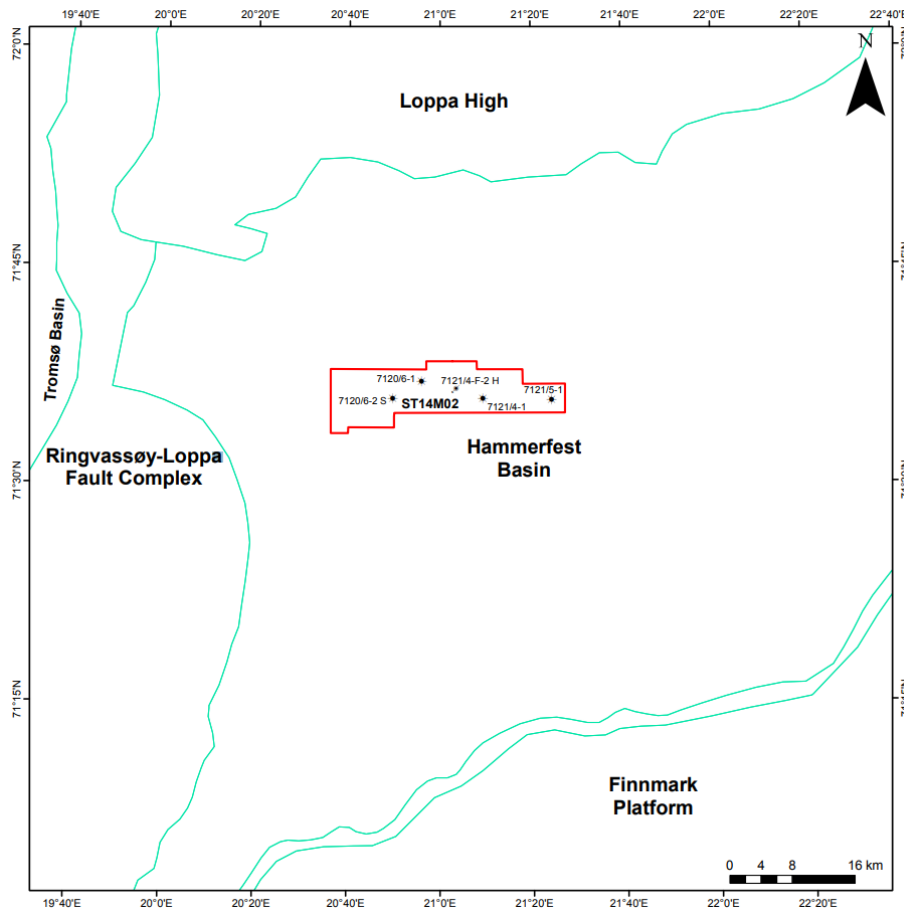 19°40'E 20°0'E 20°20'E 20°40'E 21°0'E 21°20'E 21°40'E 22°0'E 22°20'E 22°40'E
72°0'N
N
Loppa High
71°45'N
Tromsø Basin
7120/6-1
7121/4-F-2 H
7121/5-1
7120/6-2 S
ST14M02
7121/4-1
Hammerfest
Basin
Ringvassøy-Loppa
Fault Complex
71°30'N
71°15'N
Finnmark
Platform
0 4 8 16 km
19°40'E 20°0'E 20°20'E 20°40'E 21°0'E 21°20'E 21°40'E 22°0'E 22°20'E